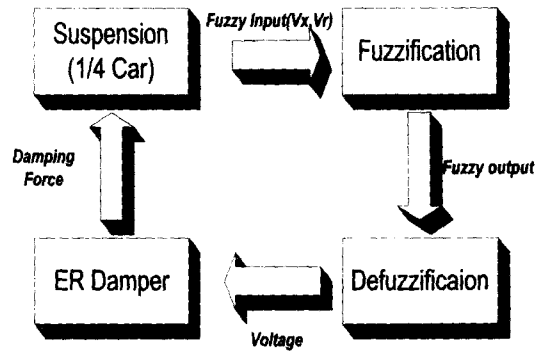 Suspension
(1/4 Car)
Fuzzy Input(Vx,Vr)
Fuzzification
Damping
Force
Fuzzy output
ER Damper
Voltage
Defuzzificaion